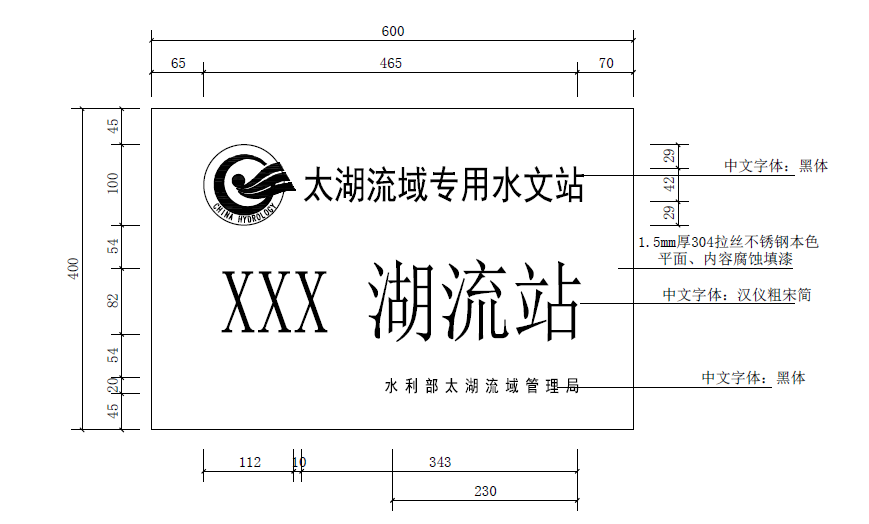 600
65
465
70
45
29
太湖流域专用水文站
中文字体：黑体
100
42
CHINA HYDROLOGY
29
54
1.5mm厚304拉丝不锈钢本色
平面、内容腐蚀填漆
400
82
XXX 湖流站
中文字体：汉仪粗宋简
54
20
水利部太湖流域管理局
中文字体：黑体
45
112
10
343
230